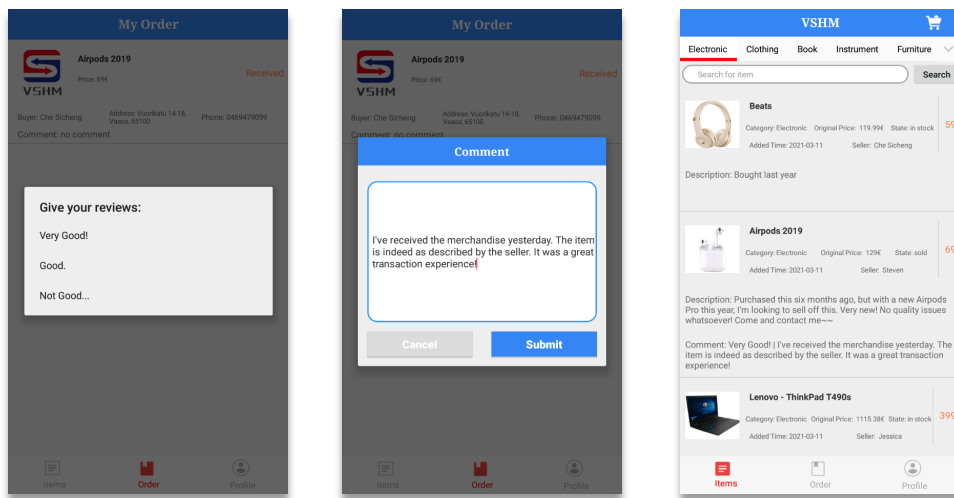 My Order
Airpods 2019
Price: 69€
Received
VSHM
Buyer: Che Sicheng
Address: Vuorikatu 14-18,
Vaasa, 65100
Phone: 0469479099
Comment: no comment
Give your reviews:
Very Good!
Good.
Not Good...
Items
Order
Profile
My Order
Airpods 2019
Price: 69€
Received
VSHM
Buyer: Che Sicheng
Address: Vuorikatu 14-18,
Vaasa, 65100
Phone: 0469479099
Comment: no comment
Comment
I've received the merchandise yesterday. The item
is indeed as described by the seller. It was a great
transaction experience!
Cancel
Submit
Items
Order
Profile
VSHM
Electronic
Clothing
Book
Instrument
Furniture
Search for item
Search
Beats
Category: Electronic Original Price: 119.99€ State: in stock
59
Added Time: 2021-03-11 Seller: Che Sicheng
Description: Bought last year
Airpods 2019
Category: Electronic Original Price: 129€ State: sold
69
Added Time: 2021-03-11 Seller: Steven
Description: Purchased this six months ago, but with a new Airpods
Pro this year, I'm looking to sell off this. Very new! No quality issues
whatsoever! Come and contact me~~
Comment: Very Good! | I've received the merchandise yesterday. The
item is indeed as described by the seller. It was a great transaction
experience!
Lenovo - ThinkPad T490s
Category: Electronic Original Price: 1115.38€ State: in stock
399
Added Time: 2021-03-11 Seller: Jessica
Items
Order
Profile